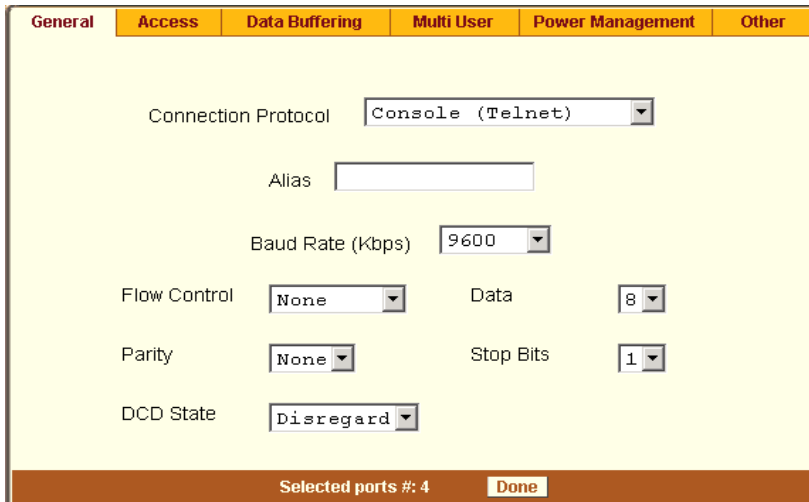 General Access Data Buffering Multi User Power Management Other
Connection Protocol Console (Telnet)
Alias
Baud Rate (Kbps) 9600
Flow Control None Data 8
Parity None Stop Bits 1
DCD State Disregard
Selected ports #: 4 Done